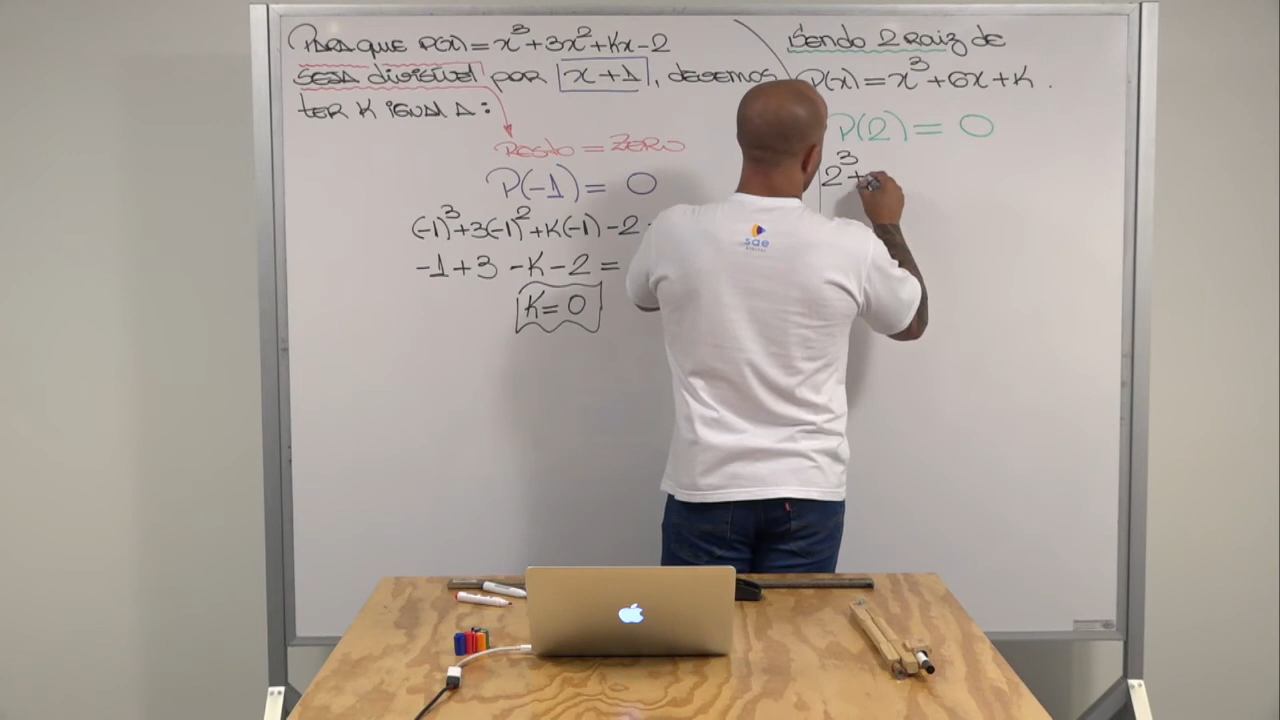 PARA QUE P(x) = x³+3x²+Kx-2
SEJA divisível por x+1, devemos
TER K IGUAL A:
Resto = ZERO
P(-1) = 0
(-1)³+3(-1)²+K(-1)-2
-1+3-K-2=
K=0
Sendo 2 Raiz de
P(x) = x³+6x+K.
P(2) = 0
2³+
sae